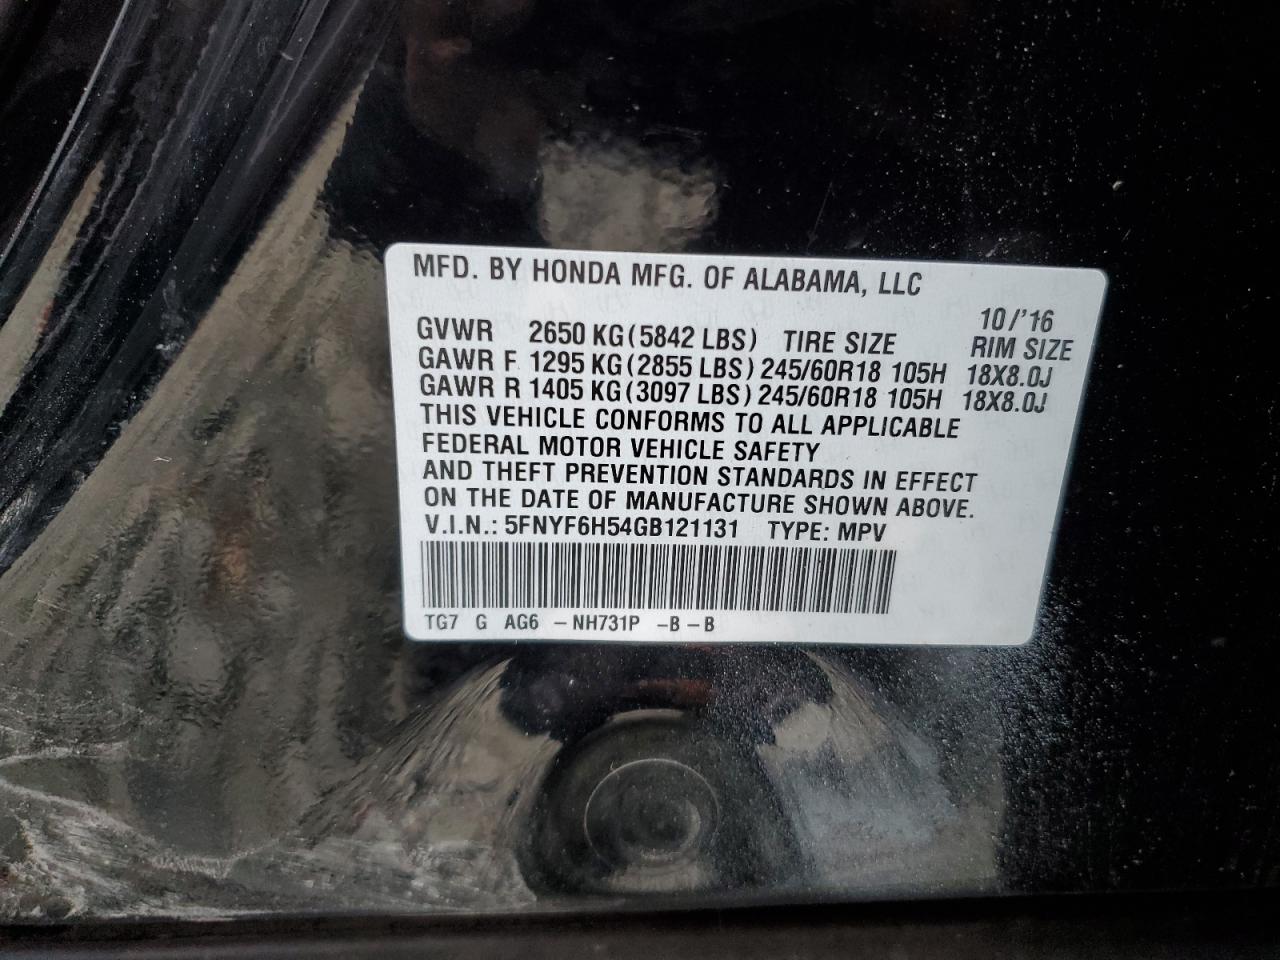 MFD. BY HONDA MFG. OF ALABAMA, LLC
10/'16
GVWR 2650 KG (5842 LBS) TIRE SIZE RIM SIZE
GAWR F 1295 KG (2855 LBS) 245/60R18 105H 18X8.0J
GAWR R 1405 KG (3097 LBS) 245/60R18 105H 18X8.0J
THIS VEHICLE CONFORMS TO ALL APPLICABLE
FEDERAL MOTOR VEHICLE SAFETY
AND THEFT PREVENTION STANDARDS IN EFFECT
ON THE DATE OF MANUFACTURE SHOWN ABOVE.
V.I.N.: 5FNYF6H54GB121131 TYPE: MPV
TG7 G AG6 – NH731P – B – B